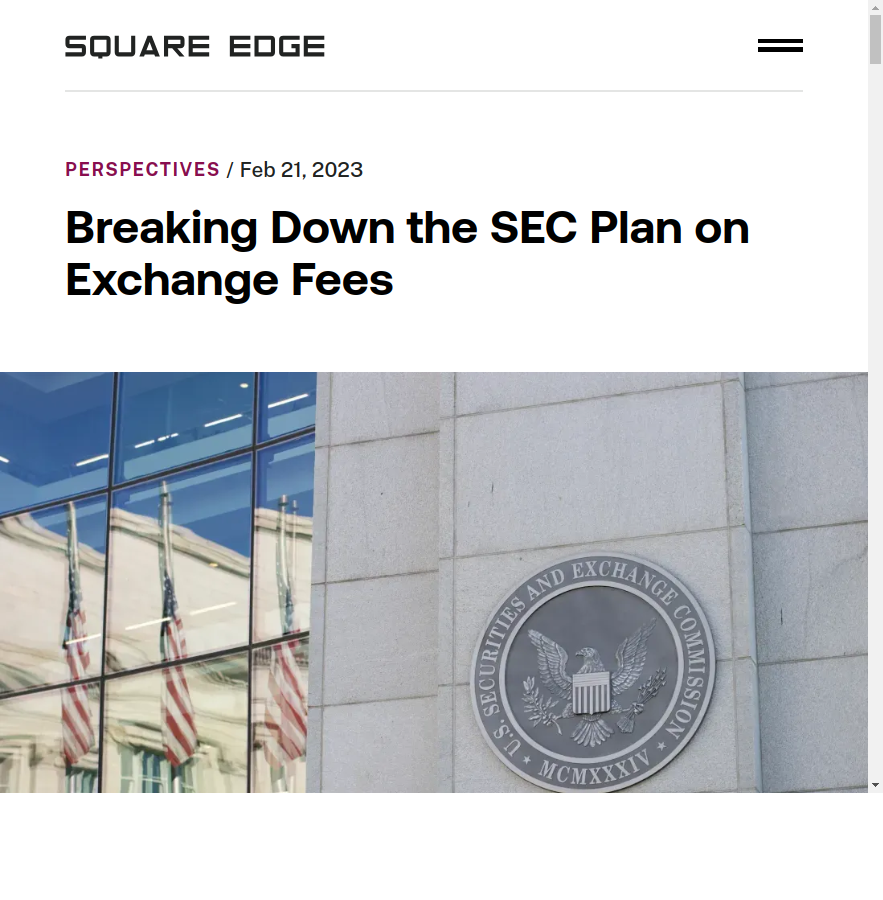 SQUARE EDGE
PERSPECTIVES / Feb 21, 2023
Breaking Down the SEC Plan on
Exchange Fees
U.S. SECURITIES AND EXCHANGE COMMISSION
MCMXXXIV